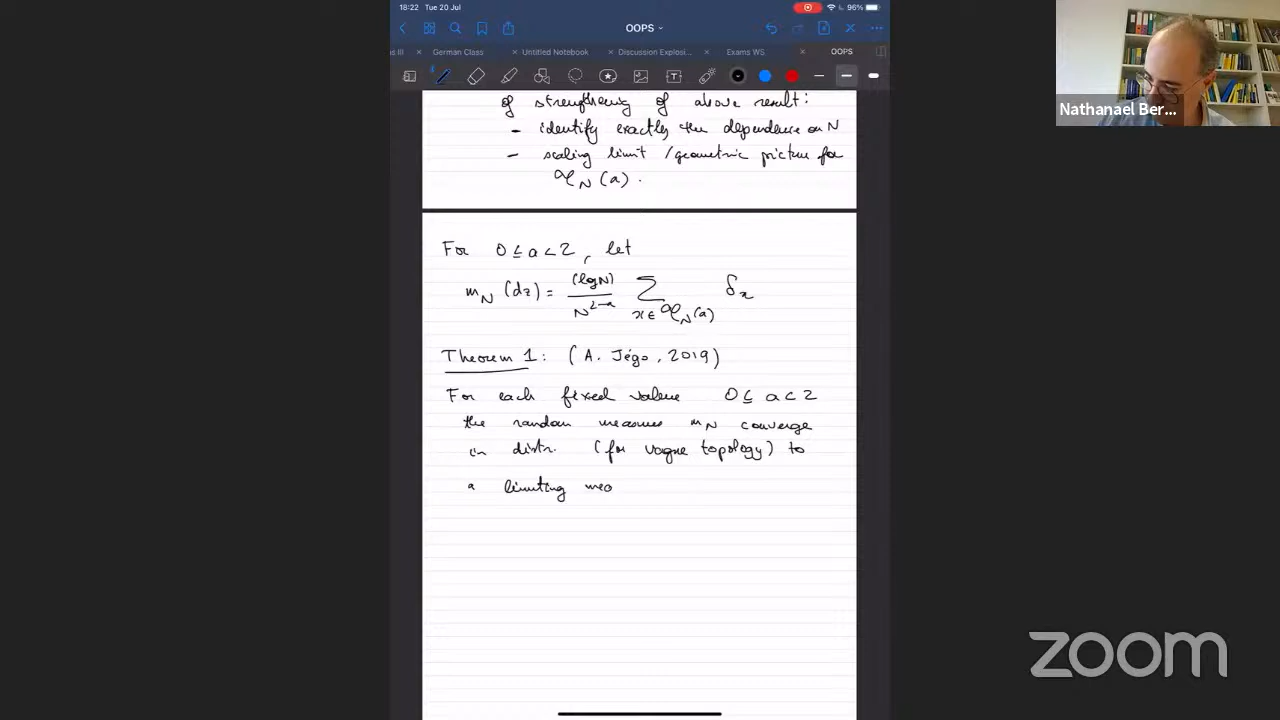 18:22 Tue 20 Jul
96%
OOPS
German Class
Untitled Notebook
Discussion Explosi...
Exams WS
OOPS
of strengthening of above result:
- identify exactly the dependence on N
- scaling limit / geometric picture for
𝒯_N(a).
For 0 ≤ a < 2, let
m_N(dz) = (log N) / N^{2-a} ∑_{x ∈ 𝒯_N(a)} δ_x
Theorem 1: (A. Jégo, 2019)
For each fixed value 0 ≤ a < 2
the random measures m_N converge
in distr. (for vague topology) to
a limiting mea
Nathanael Ber...
zoom